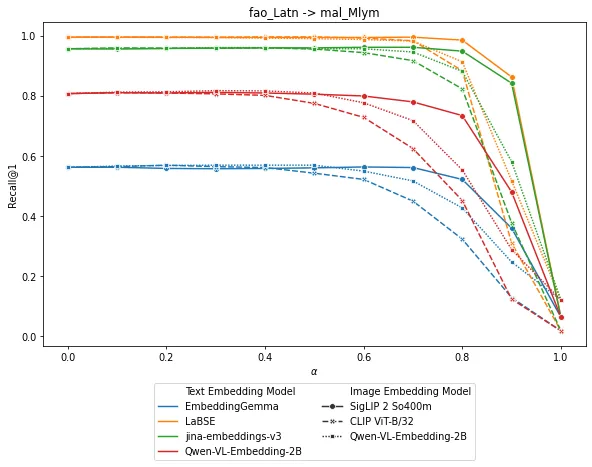 fao_Latn -> mal_Mlym
Recall@1
1.0
0.8
0.6
0.4
0.2
0.0
0.0 0.2 0.4 0.6 0.8 1.0
α
Text Embedding Model
EmbeddingGemma
LaBSE
jina-embeddings-v3
Qwen-VL-Embedding-2B
Image Embedding Model
SigLIP 2 So400m
CLIP ViT-B/32
Qwen-VL-Embedding-2B